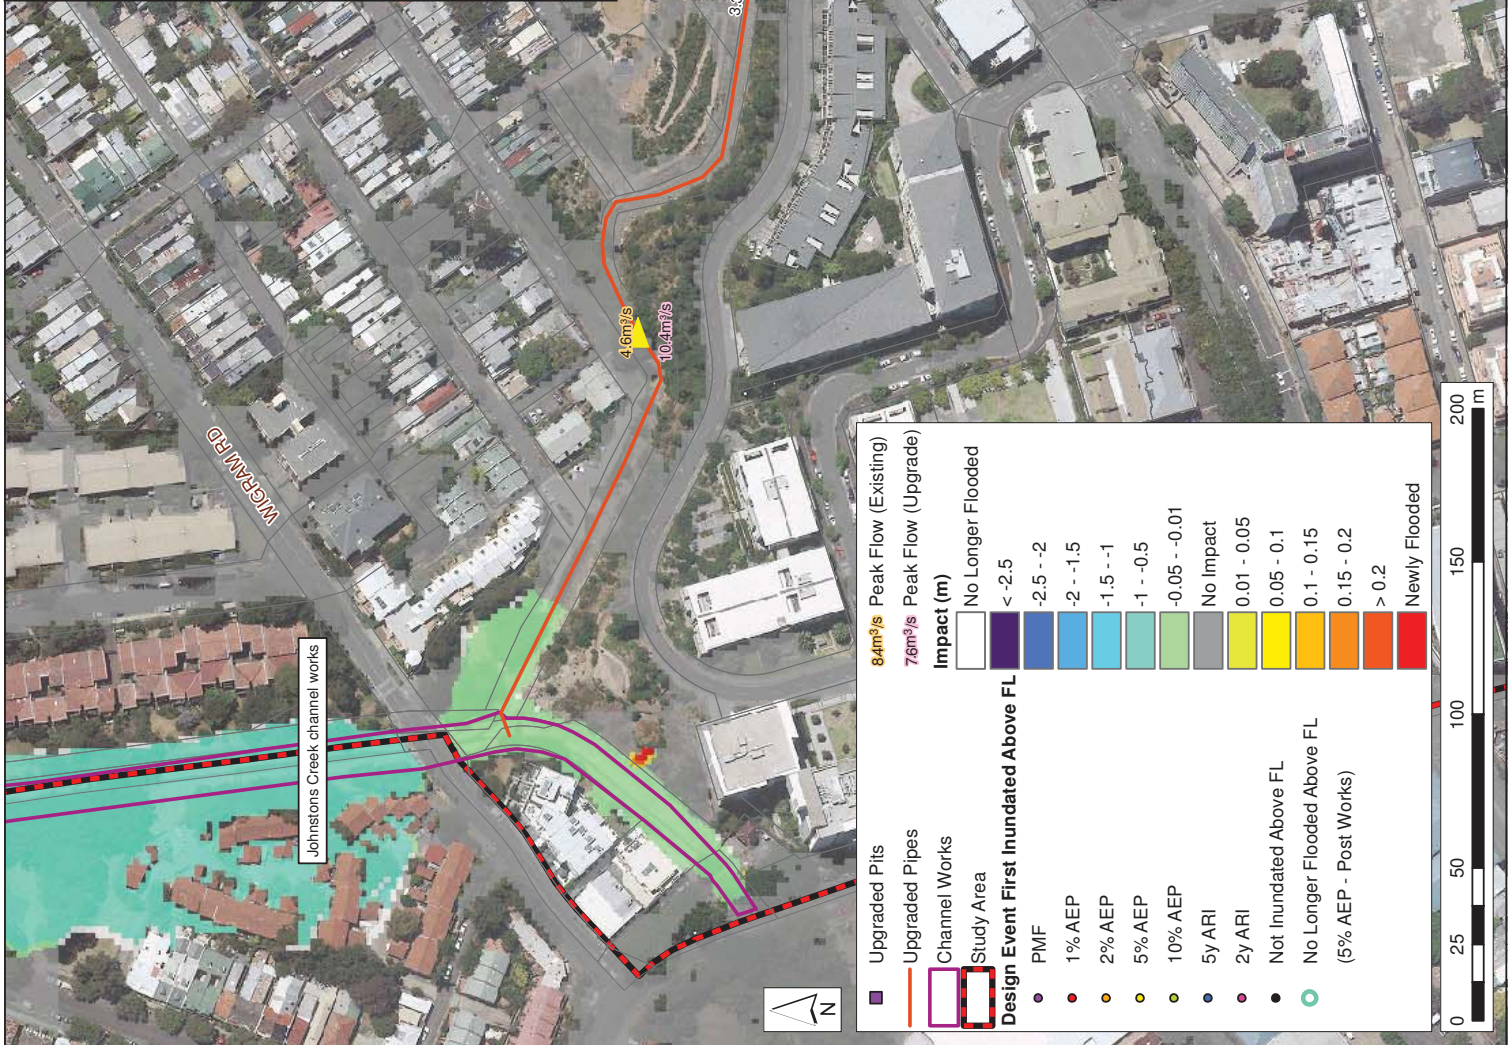 3.3
4.6m³/s
10.4m³/s
WIGRAM RD
Johnstons Creek channel works
N
Upgraded Pits
Upgraded Pipes
Channel Works
Study Area
Design Event First Inundated Above FL
PMF
1% AEP
2% AEP
5% AEP
10% AEP
5y ARI
2y ARI
Not Inundated Above FL
No Longer Flooded Above FL
(5% AEP - Post Works)
84m³/s Peak Flow (Existing)
7.6m³/s Peak Flow (Upgrade)
Impact (m)
No Longer Flooded
< -2.5
-2.5 - -2
-2 - -1.5
-1.5 - -1
-1 - -0.5
-0.05 - -0.01
No Impact
0.01 - 0.05
0.05 - 0.1
0.1 - 0.15
0.15 - 0.2
> 0.2
Newly Flooded
0 25 50 100 150 200
m